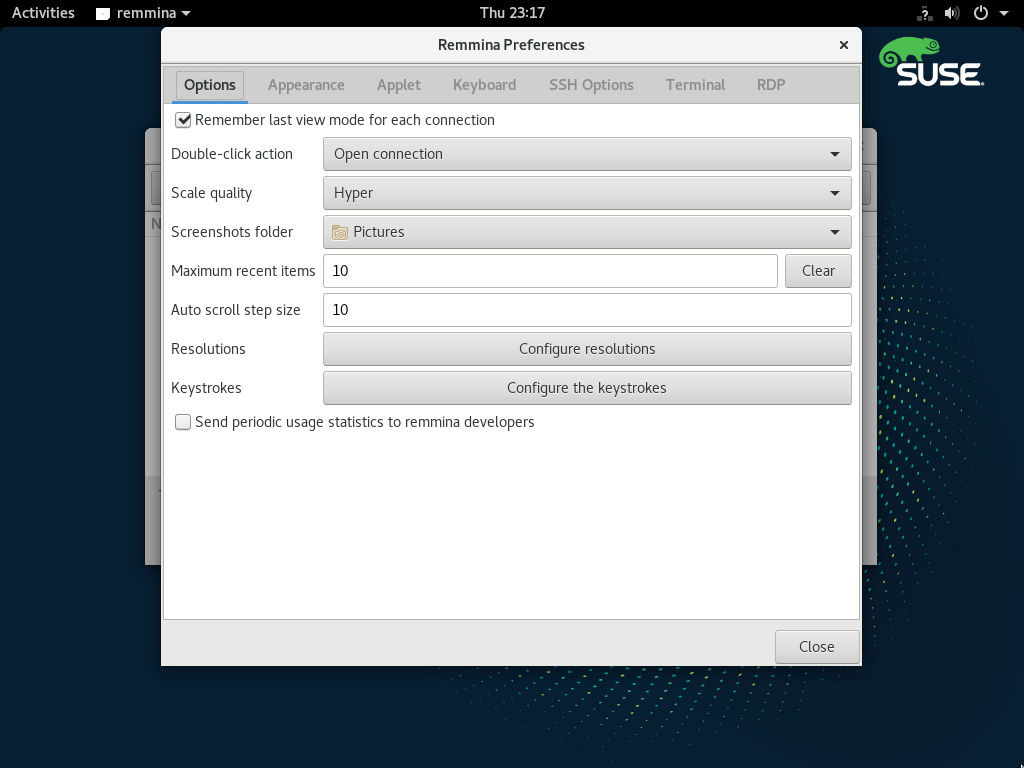 Activities remmina Thu 23:17
Remmina Preferences
SUSE
Options Appearance Applet Keyboard SSH Options Terminal RDP
Remember last view mode for each connection
Double-click action Open connection
Scale quality Hyper
Screenshots folder Pictures
Maximum recent items 10 Clear
Auto scroll step size 10
Resolutions Configure resolutions
Keystrokes Configure the keystrokes
Send periodic usage statistics to remmina developers
Close